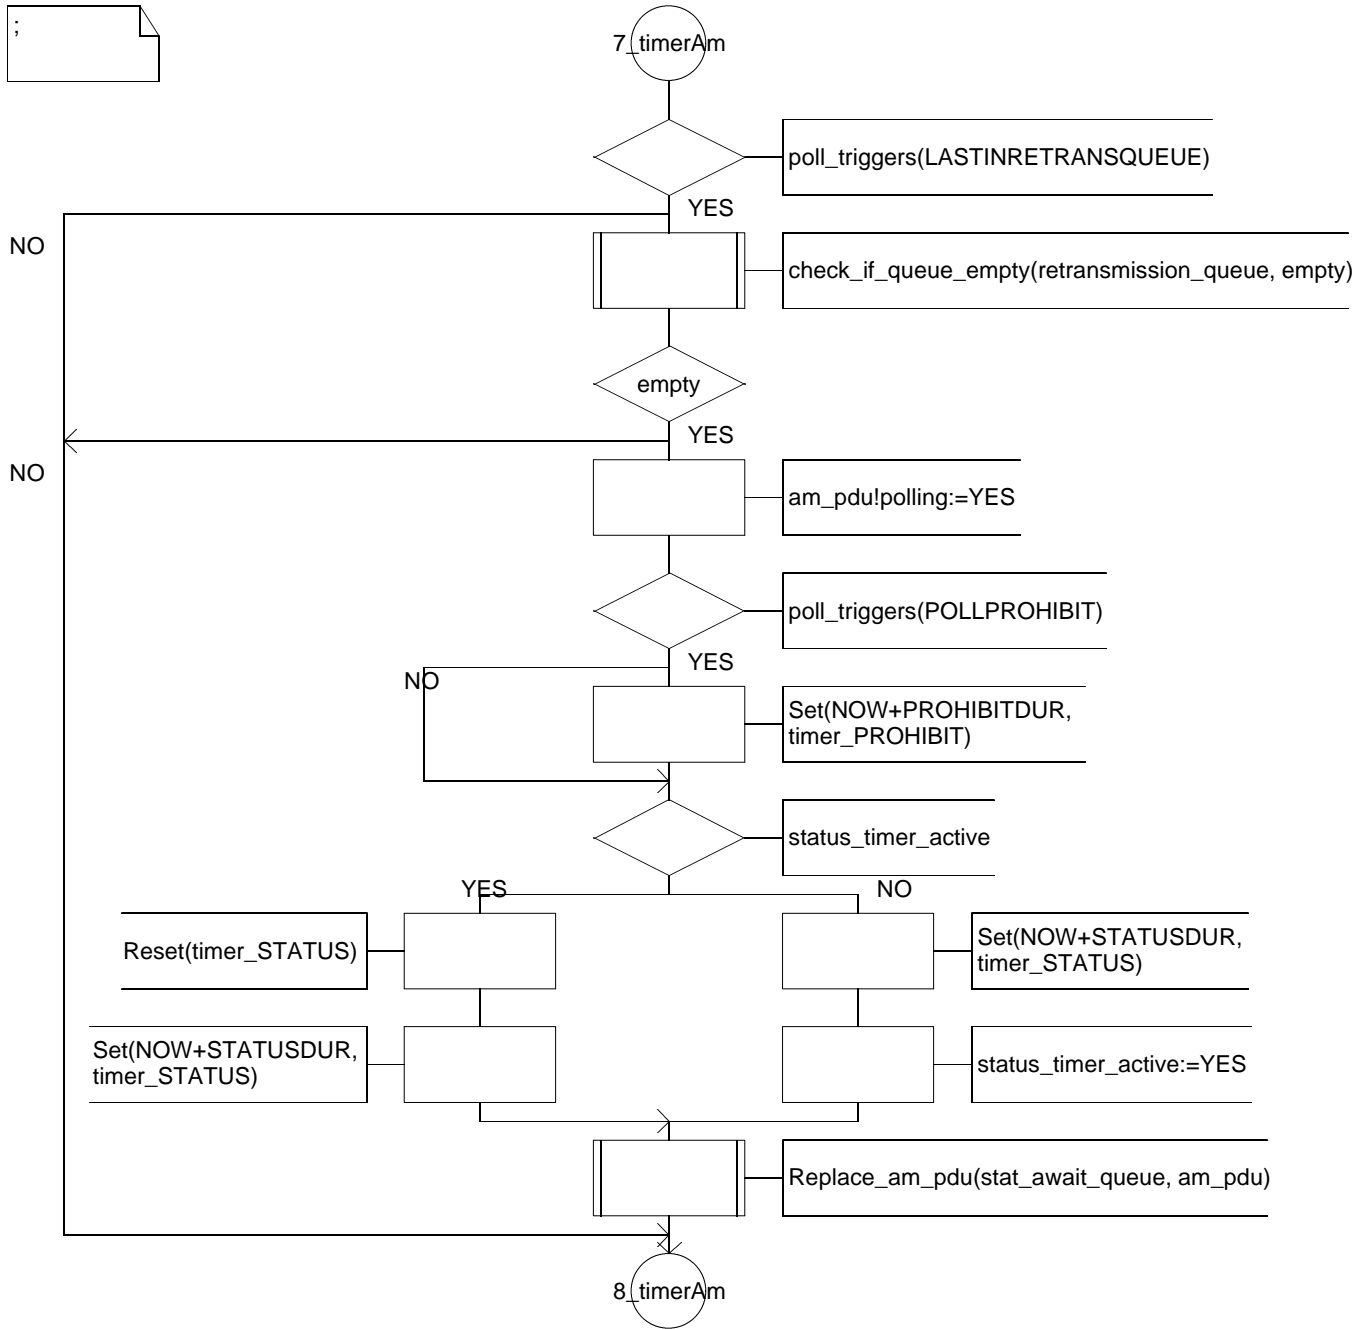 ;
7_timerAm
poll_triggers(LASTINRETRANSQUEUE)
YES
NO
check_if_queue_empty(retransmission_queue, empty)
empty
YES
NO
am_pdu!polling:=YES
poll_triggers(POLLPROHIBIT)
YES
NO
Set(NOW+PROHIBITDUR,
timer_PROHIBIT)
status_timer_active
YES
NO
Reset(timer_STATUS)
Set(NOW+STATUSDUR,
timer_STATUS)
Set(NOW+STATUSDUR,
timer_STATUS)
status_timer_active:=YES
Replace_am_pdu(stat_await_queue, am_pdu)
8_timerAm